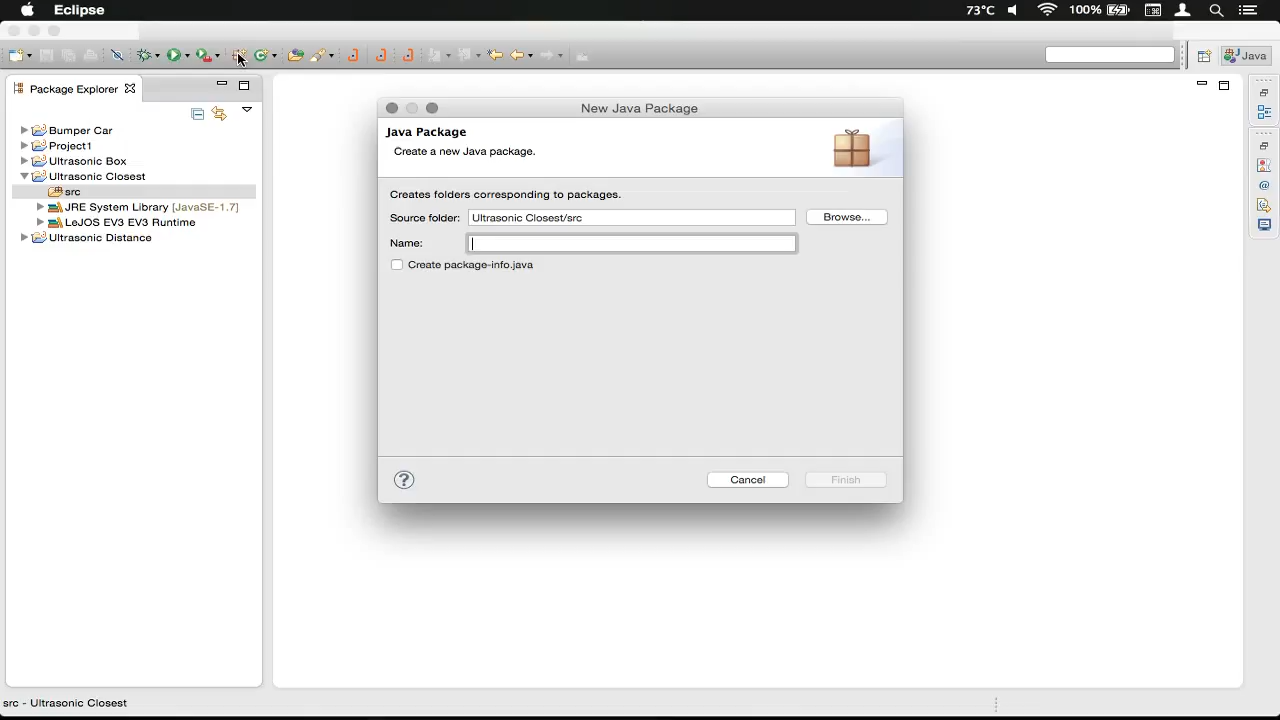 Eclipse
73°C
100%
Java
Package Explorer
Bumper Car
Project1
Ultrasonic Box
Ultrasonic Closest
src
JRE System Library [JavaSE-1.7]
LeJOS EV3 EV3 Runtime
Ultrasonic Distance
New Java Package
Java Package
Create a new Java package.
Creates folders corresponding to packages.
Source folder: Ultrasonic Closest/src Browse...
Name:
Create package-info.java
? Cancel Finish
src - Ultrasonic Closest